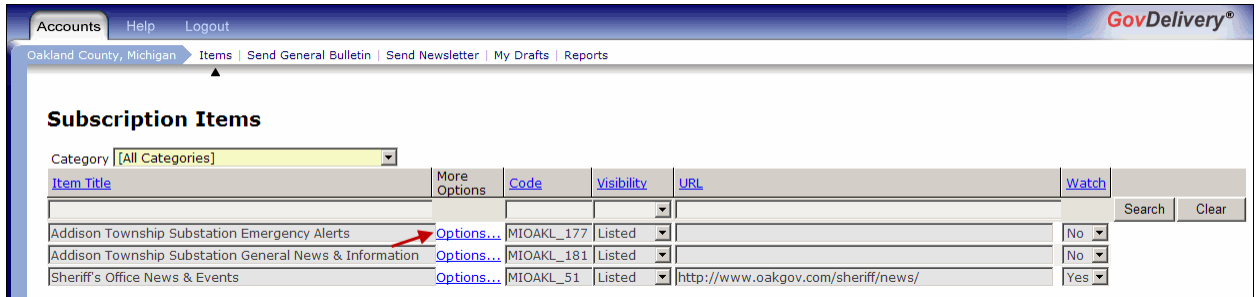 Accounts Help Logout GovDelivery®
Oakland County, Michigan Items | Send General Bulletin | Send Newsletter | My Drafts | Reports
Subscription Items
Category [All Categories]
Item Title More Options Code Visibility URL Watch
Search Clear
Addison Township Substation Emergency Alerts Options... MIOAKL_177 Listed No
Addison Township Substation General News & Information Options... MIOAKL_181 Listed No
Sheriff's Office News & Events Options... MIOAKL_51 Listed http://www.oakgov.com/sheriff/news/ Yes